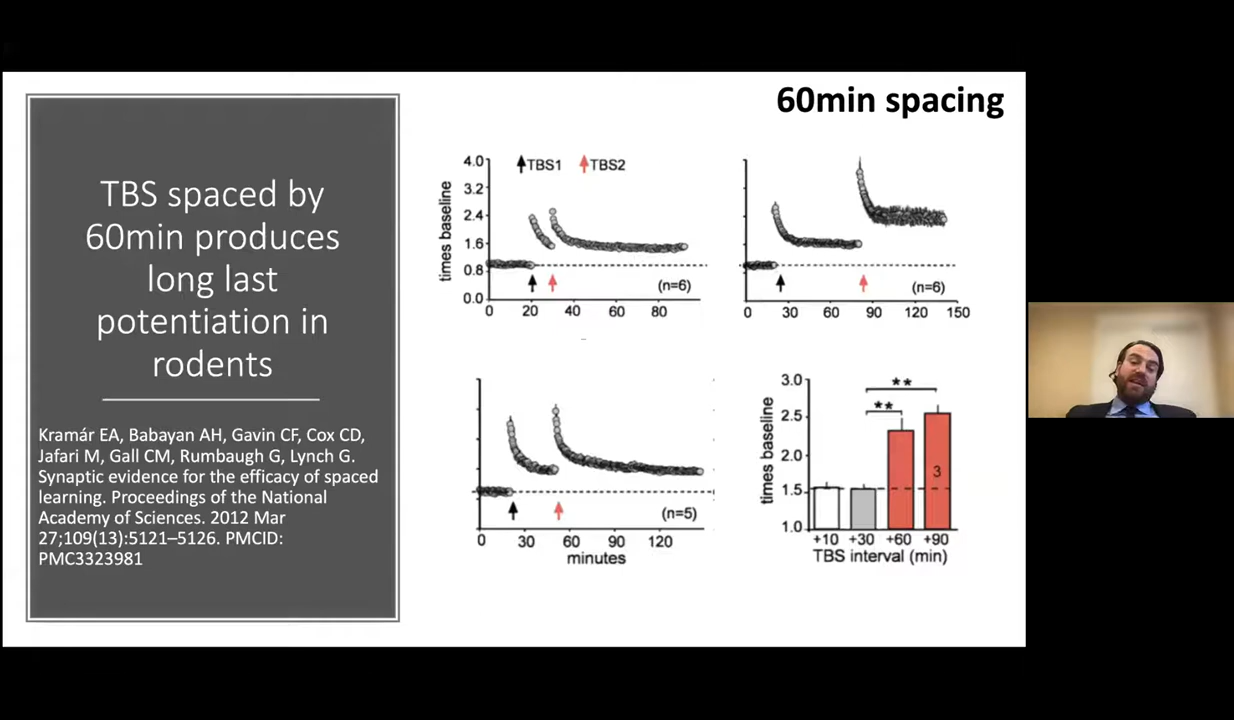 60min spacing
TBS spaced by
60min produces
long last
potentiation in
rodents
Kramár EA, Babayan AH, Gavin CF, Cox CD,
Jafari M, Gall CM, Rumbaugh G, Lynch G.
Synaptic evidence for the efficacy of spaced
learning. Proceedings of the National
Academy of Sciences. 2012 Mar
27;109(13):5121–5126. PMCID:
PMC3323981
times baseline
4.0
3.2
2.4
1.6
0.8
0.0
TBS1 TBS2
(n=6)
0 20 40 60 80
(n=6)
0 30 60 90 120 150
(n=5)
0 30 60 90 120
minutes
times baseline
3.0
2.5
2.0
1.5
1.0
**
**
3
+10 +30 +60 +90
TBS interval (min)